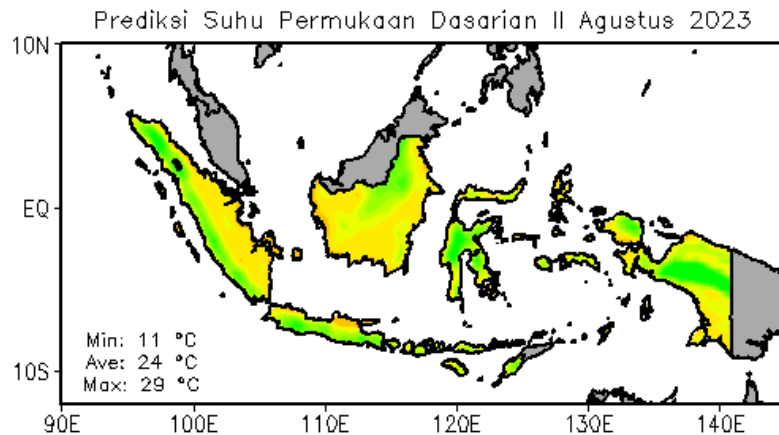 Prediksi Suhu Permukaan Dasarian II Agustus 2023
10N
EQ
10S
Min: 11 °C
Ave: 24 °C
Max: 29 °C
90E 100E 110E 120E 130E 140E